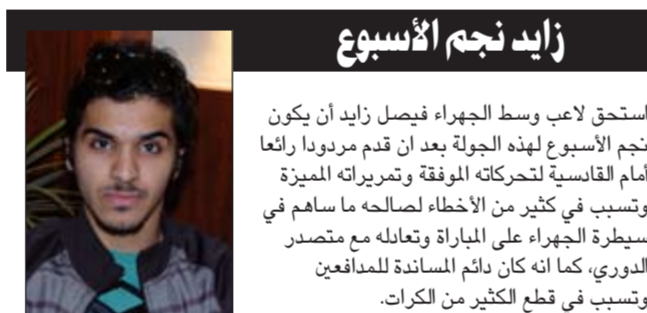 زايد نجم الأسبوع
استحق لاعب وسط الجهراء فيصل زايد أن يكون
نجم الأسبوع لهذه الجولة بعد ان قدم مردودا رائعا
أمام القادسية لتحركاته الموفقة وتمريراته المميزة
وتسبب في كثير من الأخطاء لصالحه ما ساهم في
سيطرة الجهراء على المباراة وتعادله مع متصدر
الدوري، كما انه كان دائم المساندة للمدافعين
وتسبب في قطع الكثير من الكرات.